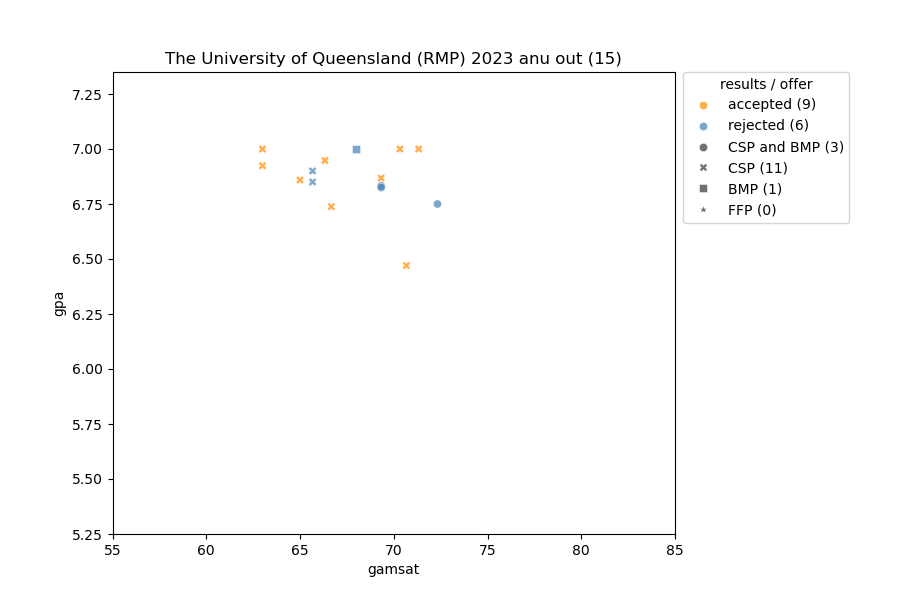 The University of Queensland (RMP) 2023 anu out (15)
results / offer
accepted (9)
rejected (6)
CSP and BMP (3)
CSP (11)
BMP (1)
FFP (0)
7.25
7.00
6.75
6.50
6.25
6.00
5.75
5.50
5.25
gpa
55 60 65 70 75 80 85
gamsat